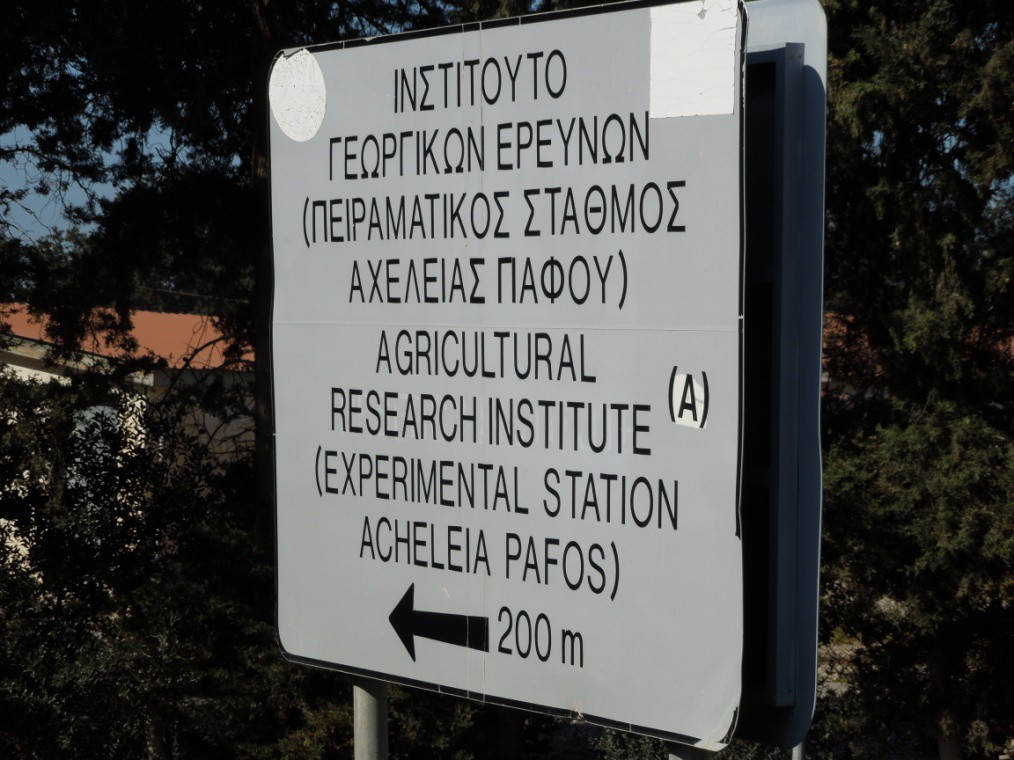 ΙΝΣΤΙΤΟΥΤΟ
ΓΕΩΡΓΙΚΩΝ ΕΡΕΥΝΩΝ
(ΠΕΙΡΑΜΑΤΙΚΟΣ ΣΤΑΘΜΟΣ
ΑΧΕΛΕΙΑΣ ΠΑΦΟΥ)
AGRICULTURAL
RESEARCH INSTITUTE (A)
(EXPERIMENTAL STATION
ACHELEIA PAFOS)
200 m